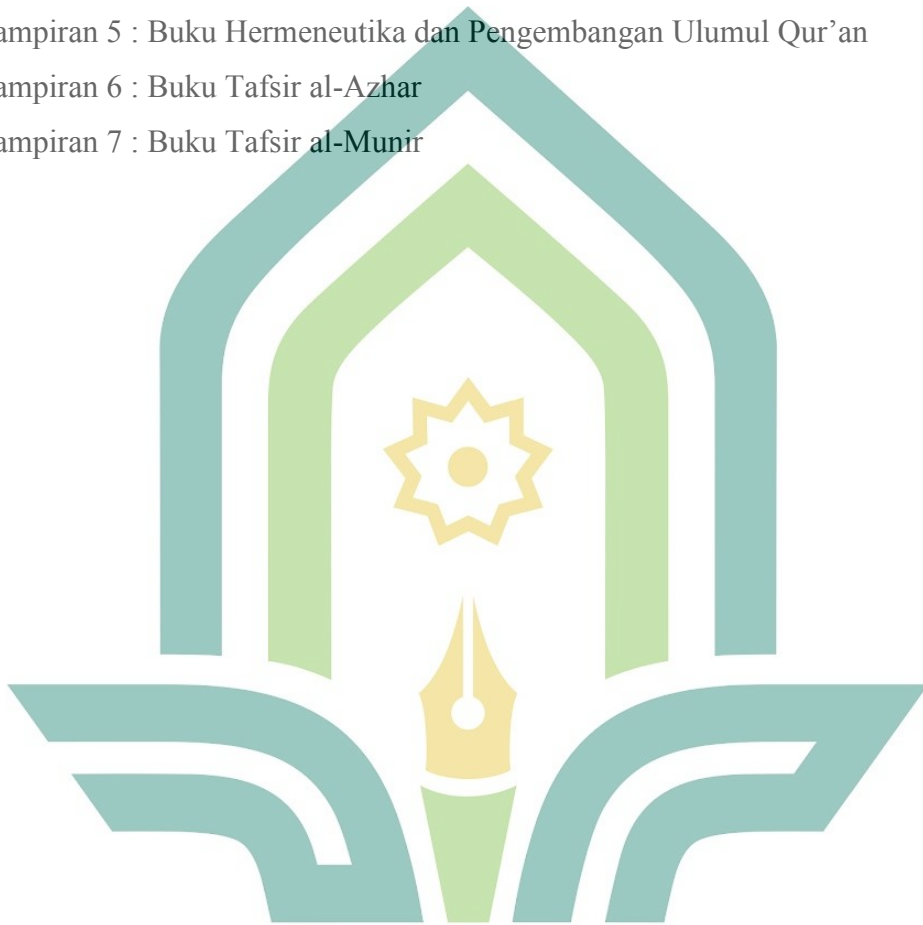 ampiran 5 : Buku Hermeneutika dan Pengembangan Ulumul Qur’an
ampiran 6 : Buku Tafsir al-Azhar
ampiran 7 : Buku Tafsir al-Munir